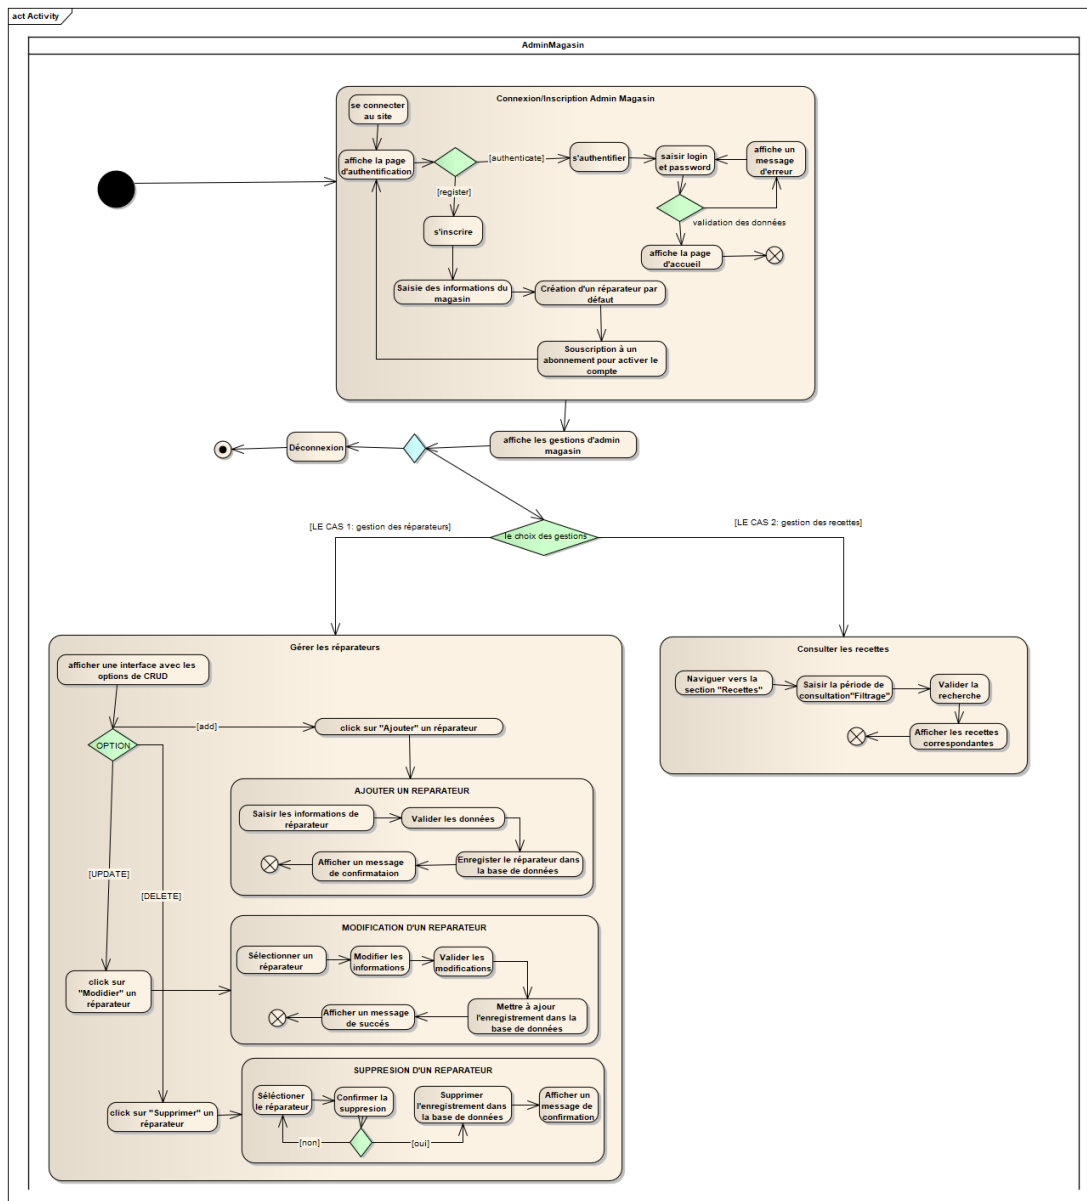 act Activity
AdminMagasin
Connexion/Inscription Admin Magasin
se connecter
au site
affiche la page
d'authentification
[authenticate]
s'authentifier
saisir login
et password
affiche un
message
d'erreur
[register]
validation des données
s'inscrire
affiche la page
d'accueil
Saisie des informations du
magasin
Création d'un réparateur par
défaut
Souscription à un
abonnement pour activer le
compte
Déconnexion
affiche les gestions d'admin
magasin
[LE CAS 1: gestion des réparateurs]
[LE CAS 2: gestion des recettes]
le choix des gestions
Gérer les réparateurs
afficher une interface avec les
options de CRUD
[add]
click sur "Ajouter" un réparateur
OPTION
AJOUTER UN REPARATEUR
Saisir les informations de
réparateur
Valider les données
Enregister le réparateur dans
la base de données
Afficher un message
de confirmataion
[UPDATE]
[DELETE]
MODIFICATION D'UN REPARATEUR
Sélectionner un
réparateur
Modifier les
informations
Valider les
modifications
click sur
"Modidier" un
réparateur
Mettre à ajour
l'enregistrement dans la
base de données
Afficher un message
de succés
SUPPRESION D'UN REPARATEUR
click sur "Supprimer" un
réparateur
Séléctioner
le réparateur
Confirmer la
suppresion
Supprimer
l'enregistrement dans
la base de données
Afficher un
message de
confirmation
[non]
[oui]
Consulter les recettes
Naviguer vers la
section "Recettes"
Saisir la période de
consultation"Filtrage"
Valider la
recherche
Afficher les recettes
correspondantes